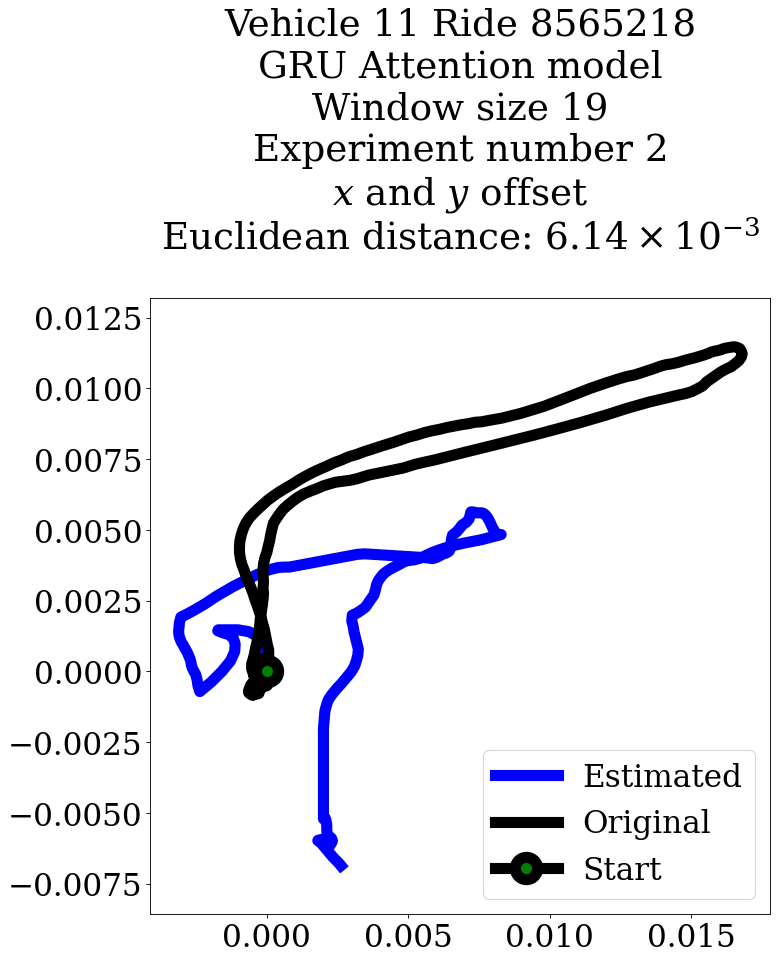 Vehicle 11 Ride 8565218
GRU Attention model
Window size 19
Experiment number 2
x and y offset
Euclidean distance: 6.14 × 10⁻³
0.0125
0.0100
0.0075
0.0050
0.0025
0.0000
−0.0025
−0.0050
−0.0075
Estimated
Original
Start
0.000 0.005 0.010 0.015